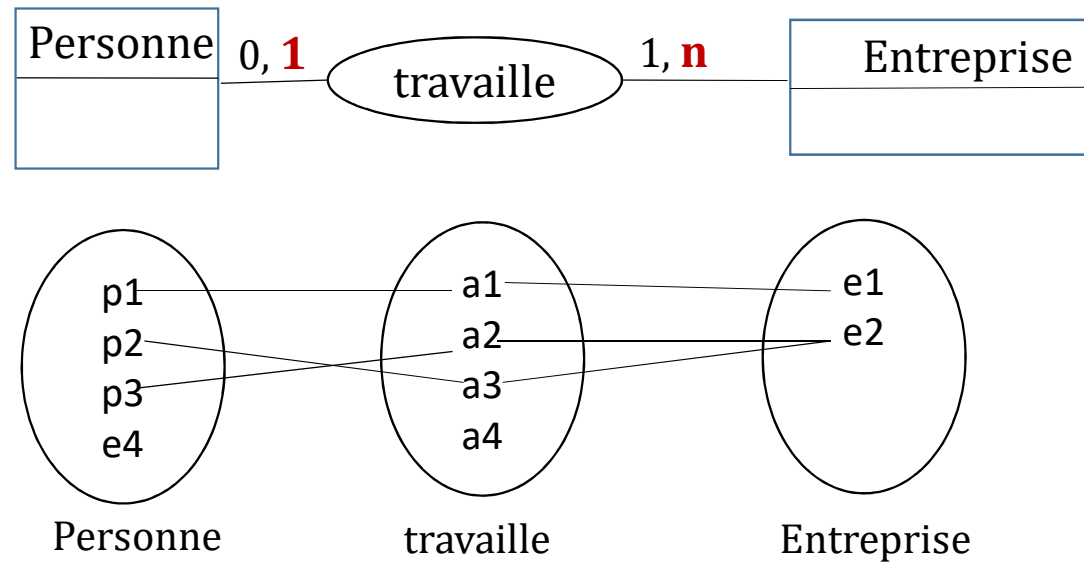 Personne 0, 1 travaille 1, n Entreprise
p1 a1 e1
p2 a2 e2
p3 a3
e4 a4
Personne travaille Entreprise